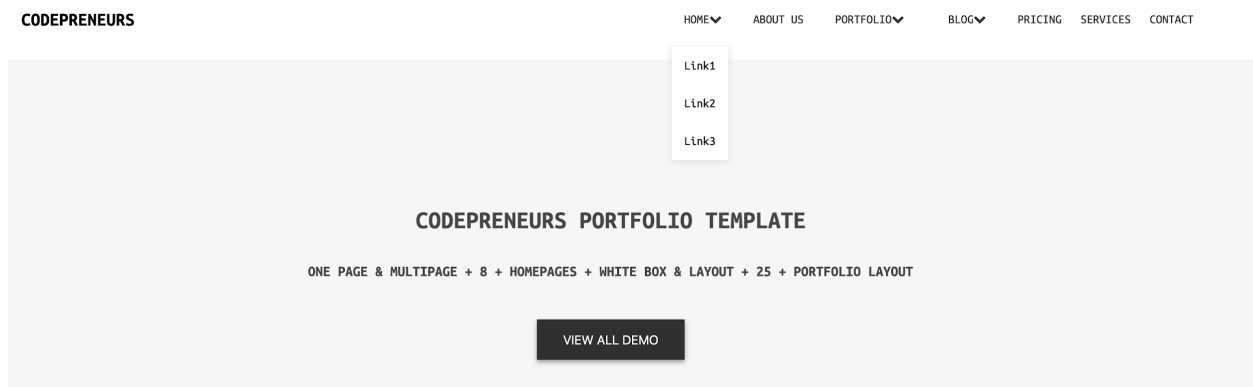 CODEPRENEURS HOME ABOUT US PORTFOLIO BLOG PRICING SERVICES CONTACT
Link1
Link2
Link3
CODEPRENEURS PORTFOLIO TEMPLATE
ONE PAGE & MULTIPAGE + 8 + HOMEPAGES + WHITE BOX & LAYOUT + 25 + PORTFOLIO LAYOUT
VIEW ALL DEMO